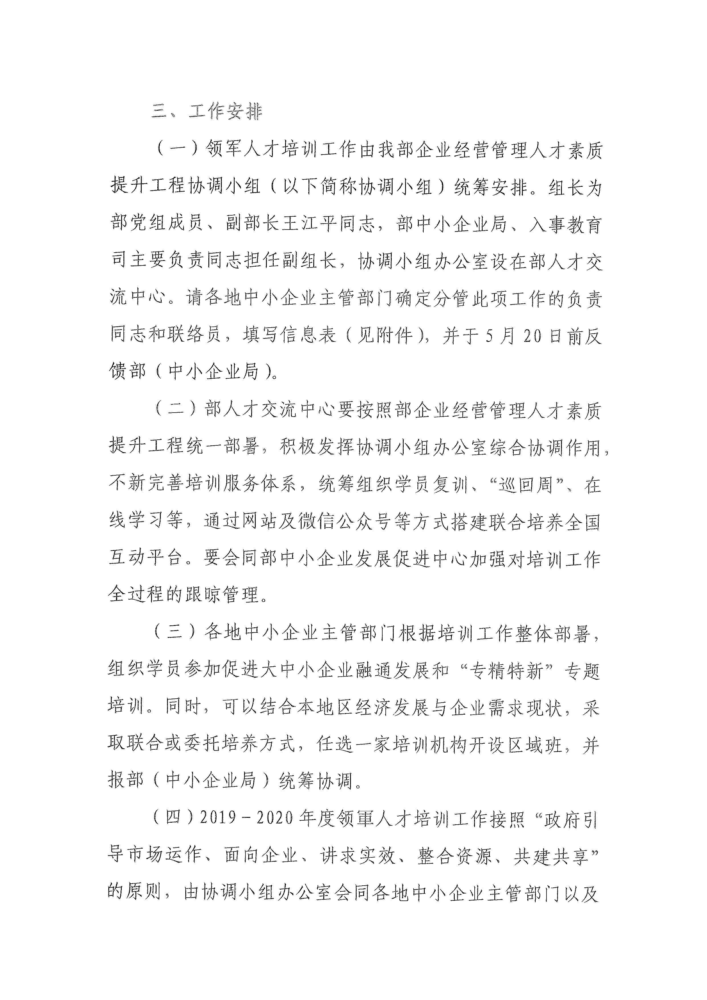 三、工作安排
（一）领军人才培训工作由我部企业经营管理人才素质
提升工程协调小组（以下简称协调小组）统筹安排。组长为
部党组成员、副部长王江平同志，部中小企业局、入事教育
司主要负责同志担任副组长，协调小组办公室设在部人才交
流中心。请各地中小企业主管部门确定分管此项工作的负责
同志和联络员，填写信息表（见附件），并于5月20日前反
馈部（中小企业局）。
（二）部人才交流中心要按照部企业经营管理人才素质
提升工程统一部署，积极发挥协调小组办公室综合协调作用，
不新完善培训服务体系，统筹组织学员复训、“巡回周”、在
线学习等，通过网站及微信公众号等方式搭建联合培养全国
互动平台。要会同部中小企业发展促进中心加强对培训工作
全过程的跟晾管理。
（三）各地中小企业主管部门根据培训工作整体部署，
组织学员参加促进大中小企业融通发展和“专精特新”专题
培训。同时，可以结合本地区经济发展与企业需求现状，采
取联合或委托培养方式，任选一家培训机构开设区域班，并
报部（中小企业局）统筹协调。
（四）2019－2020年度领軍人才培训工作接照“政府引
导市场运作、面向企业、讲求实效、整合资源、共建共享”
的原则，由协调小组办公室会同各地中小企业主管部门以及